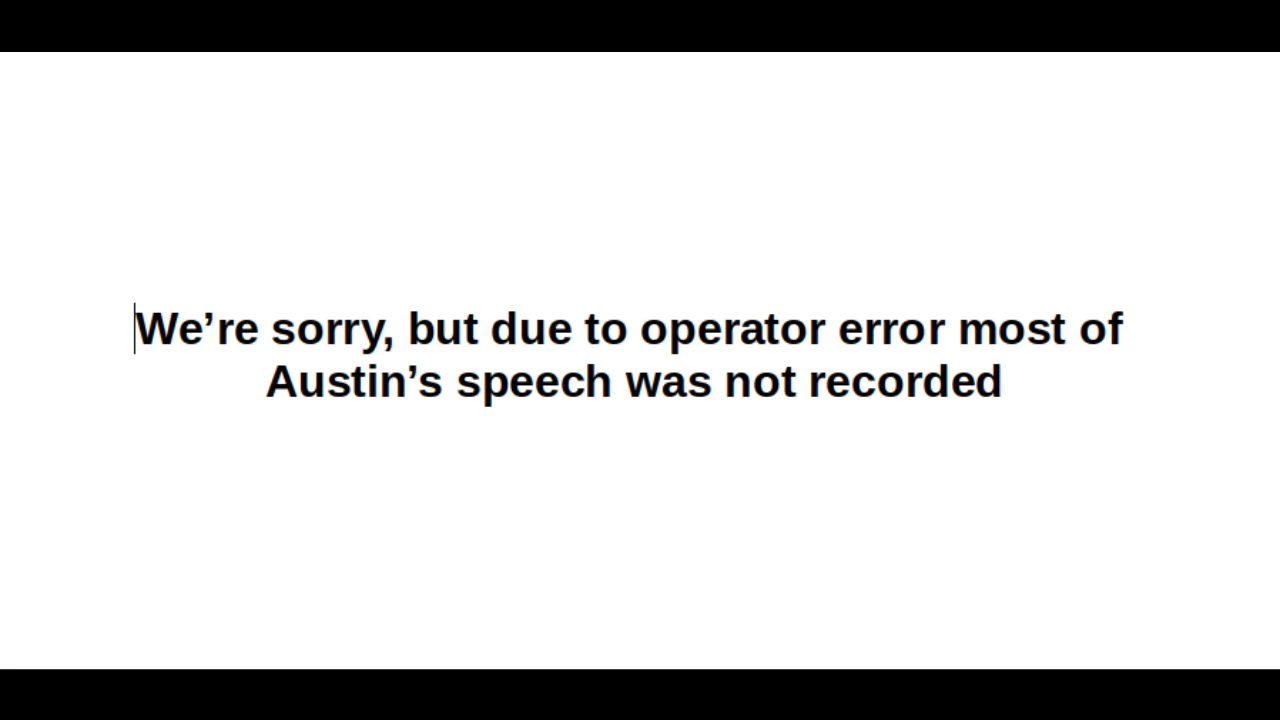 We’re sorry, but due to operator error most of
Austin’s speech was not recorded